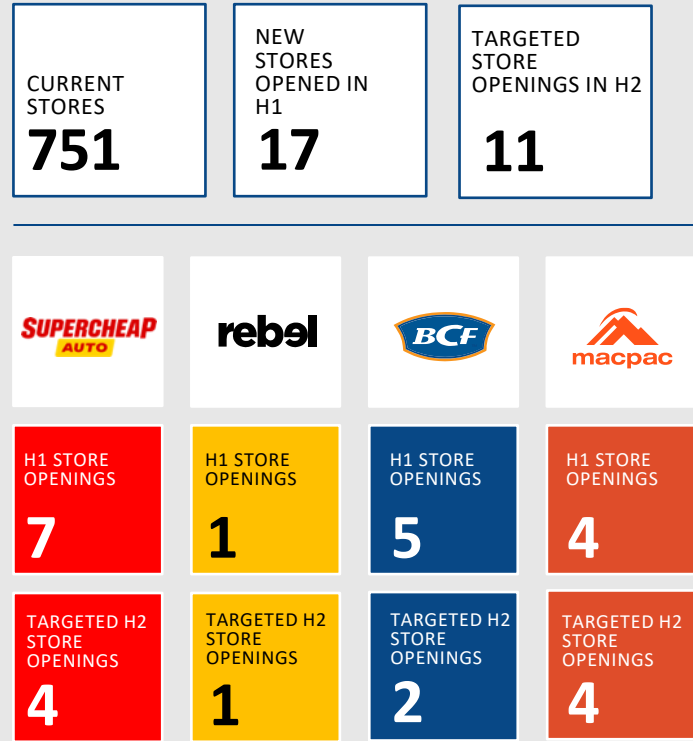 CURRENT
STORES
751
NEW
STORES
OPENED IN
H1
17
TARGETED
STORE
OPENINGS IN H2
11
SUPERCHEAP
AUTO
rebel
BCF
macpac
H1 STORE
OPENINGS
7
H1 STORE
OPENINGS
1
H1 STORE
OPENINGS
5
H1 STORE
OPENINGS
4
TARGETED H2
STORE
OPENINGS
4
TARGETED H2
STORE
OPENINGS
1
TARGETED H2
STORE
OPENINGS
2
TARGETED H2
STORE
OPENINGS
4